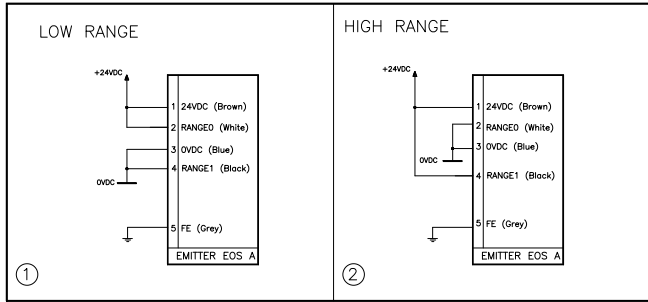 LOW RANGE
+24VDC
1 24VDC (Brown)
2 RANGE0 (White)
3 0VDC (Blue)
4 RANGE1 (Black)
0VDC
5 FE (Grey)
EMITTER EOS A
1
HIGH RANGE
+24VDC
1 24VDC (Brown)
2 RANGE0 (White)
3 0VDC (Blue)
0VDC
4 RANGE1 (Black)
5 FE (Grey)
EMITTER EOS A
2